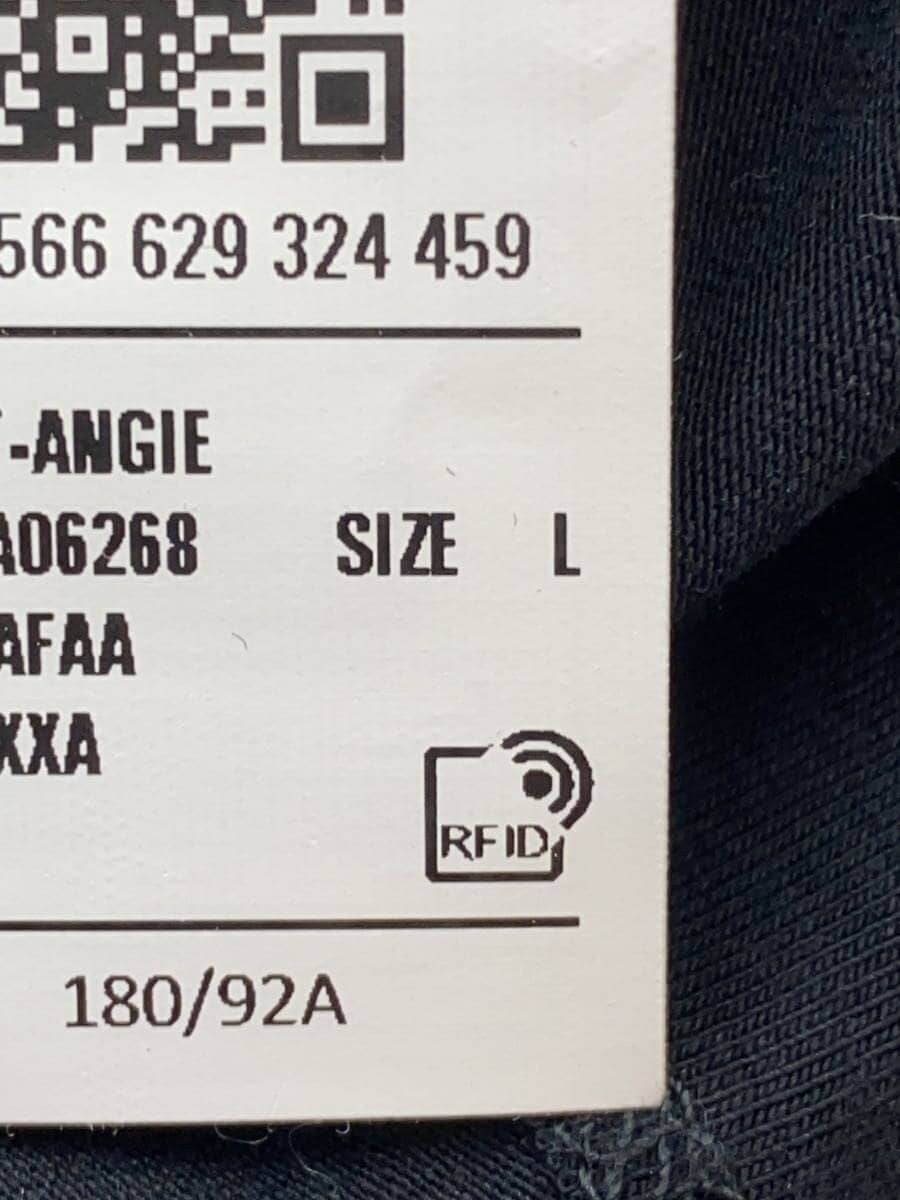 566 629 324 459
-ANGIE
A06268 SIZE L
AFAA
XXA
RFID
180/92A